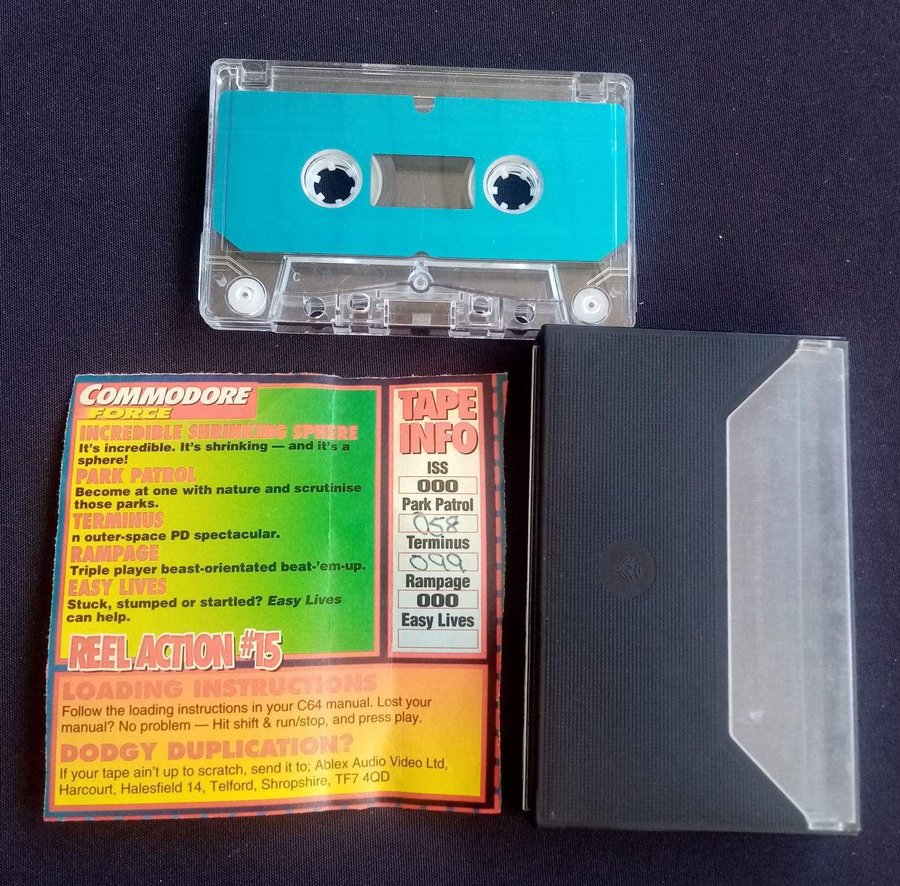 COMMODORE
FORCE
INCREDIBLE SHRINKING SPHERE
It's incredible. It's shrinking — and it's a
sphere!
PARK PATROL
Become at one with nature and scrutinise
those parks.
TERMINUS
n outer-space PD spectacular.
RAMPAGE
Triple player beast-orientated beat-'em-up.
EASY LIVES
Stuck, stumped or startled? Easy Lives
can help.
REEL ACTION #15
TAPE
INFO
ISS
000
Park Patrol
058
Terminus
099
Rampage
000
Easy Lives
LOADING INSTRUCTIONS
Follow the loading instructions in your C64 manual. Lost your
manual? No problem — Hit shift & run/stop, and press play.
DODGY DUPLICATION?
If your tape ain't up to scratch, send it to; Ablex Audio Video Ltd,
Harcourt, Halesfield 14, Telford, Shropshire, TF7 4QD